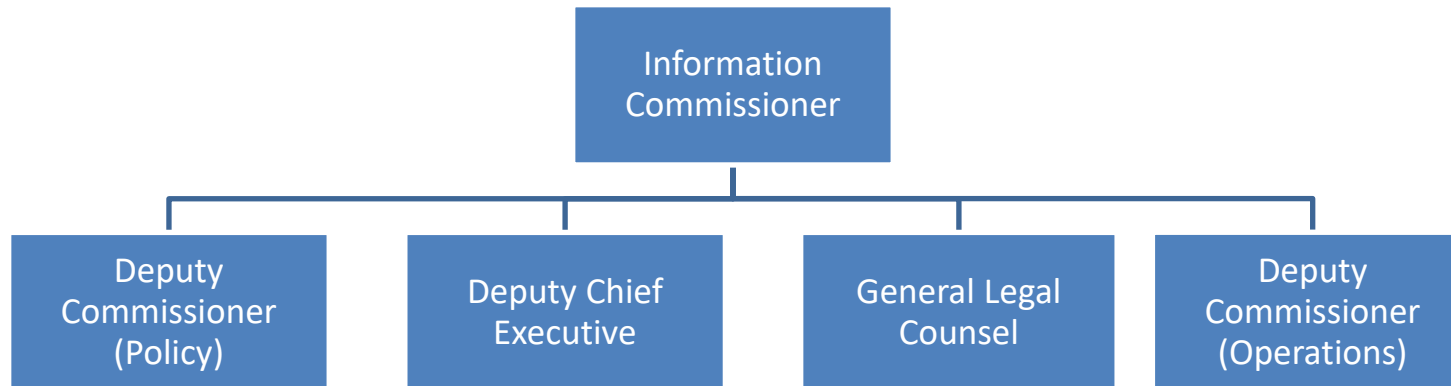 Information
Commissioner
Deputy
Commissioner
(Policy)
Deputy Chief
Executive
General Legal
Counsel
Deputy
Commissioner
(Operations)